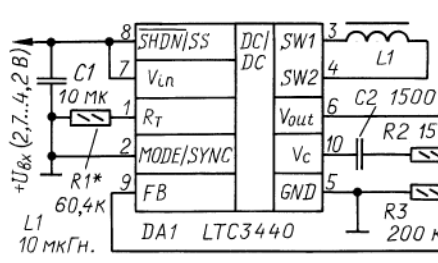 8 SHDN/SS DC/DC SW1 3
L1
C1 10 мк
7 Vin SW2 4
+Uвх (2,7...4,2 В)
1 RT Vout 6
C2 1500
2 MODE/SYNC Vc 10
R2 15
R1* 60,4к
9 FB GND 5
R3 200 к
L1 10 мкГн.
DA1 LTC3440